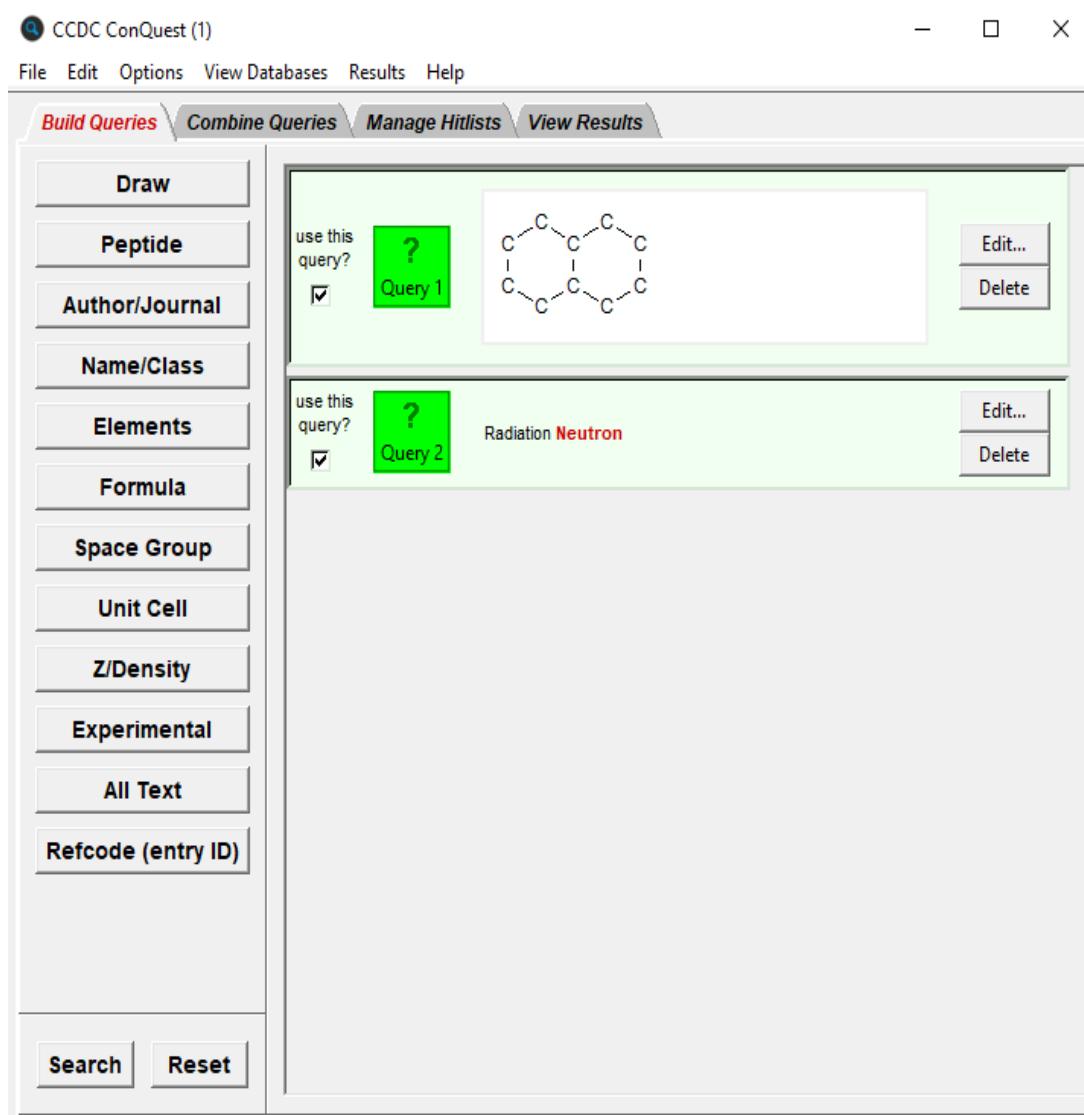 CCDC ConQuest (1)
File Edit Options View Databases Results Help
Build Queries Combine Queries Manage Hitlists View Results
Draw
Peptide
Author/Journal
Name/Class
Elements
Formula
Space Group
Unit Cell
Z/Density
Experimental
All Text
Refcode (entry ID)
Search Reset
use this
query?
?
Query 1
C C
C C C
C C C
C C
Edit...
Delete
use this
query?
?
Query 2
Radiation Neutron
Edit...
Delete